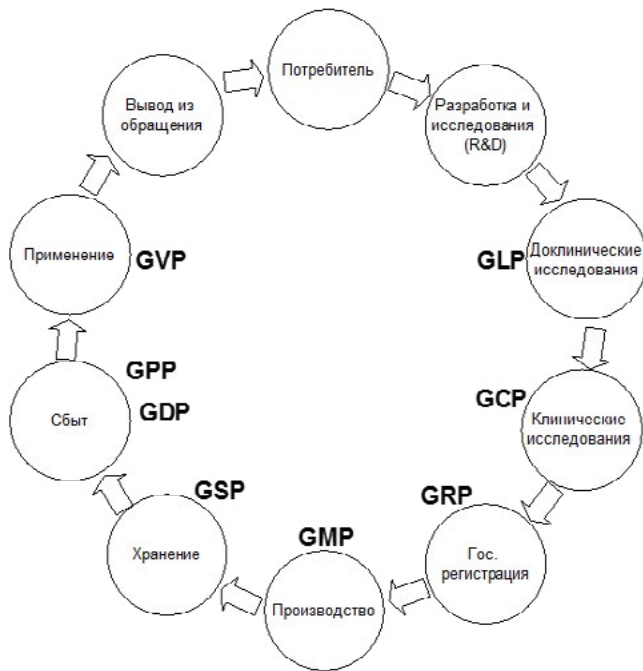 Потребитель
Разработка и
исследования
(R&D)
Доклинические
исследования
GLP
Клинические
исследования
GCP
Гос.
регистрация
GRP
Производство
GMP
Хранение
GSP
Сбыт
GPP
GDP
Применение
GVP
Вывод из
обращения